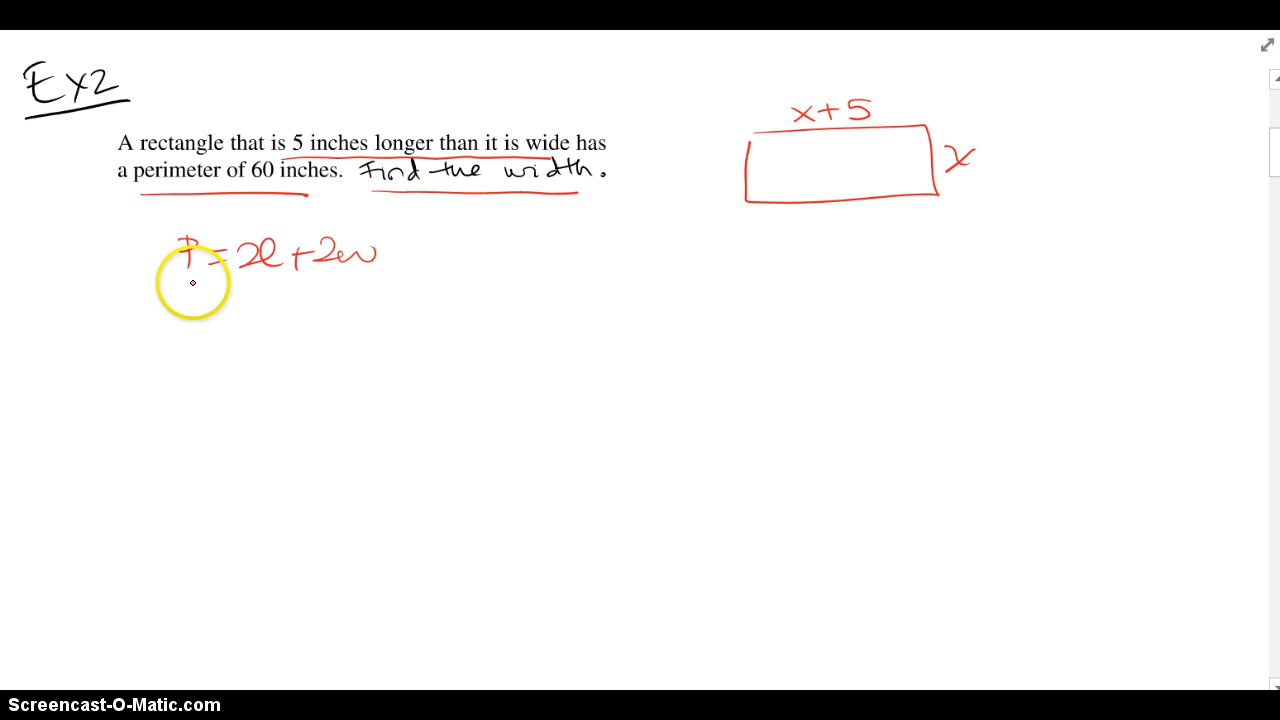 Ex2
A rectangle that is 5 inches longer than it is wide has
a perimeter of 60 inches. Find the width.
x+5
x
P = 2l + 2w
Screencast-O-Matic.com